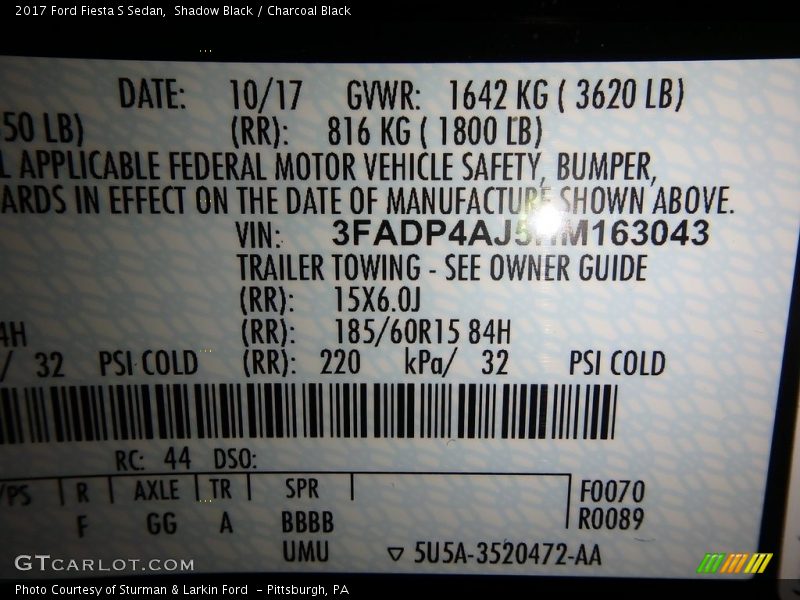 2017 Ford Fiesta S Sedan,  Shadow Black / Charcoal Black
DATE: 10/17 GVWR: 1642 KG ( 3620 LB)
50 LB) (RR): 816 KG ( 1800 LB)
L APPLICABLE FEDERAL MOTOR VEHICLE SAFETY, BUMPER,
ARDS IN EFFECT ON THE DATE OF MANUFACTURE SHOWN ABOVE.
VIN:
TRAILER TOWING - SEE OWNER GUIDE
(RR): 15X6.0J
4H (RR): 185/60R15 84H
/ 32 PSI COLD (RR): 220 kPa/ 32 PSI COLD
RC: 44 DSO:
/PS R AXLE TR SPR F0070
F GG A BBBB R0089
UMU ▽ 5U5A-3520472-AA
GTCARLOT.COM
Photo Courtesy of Sturman & Larkin Ford  - Pittsburgh, PA